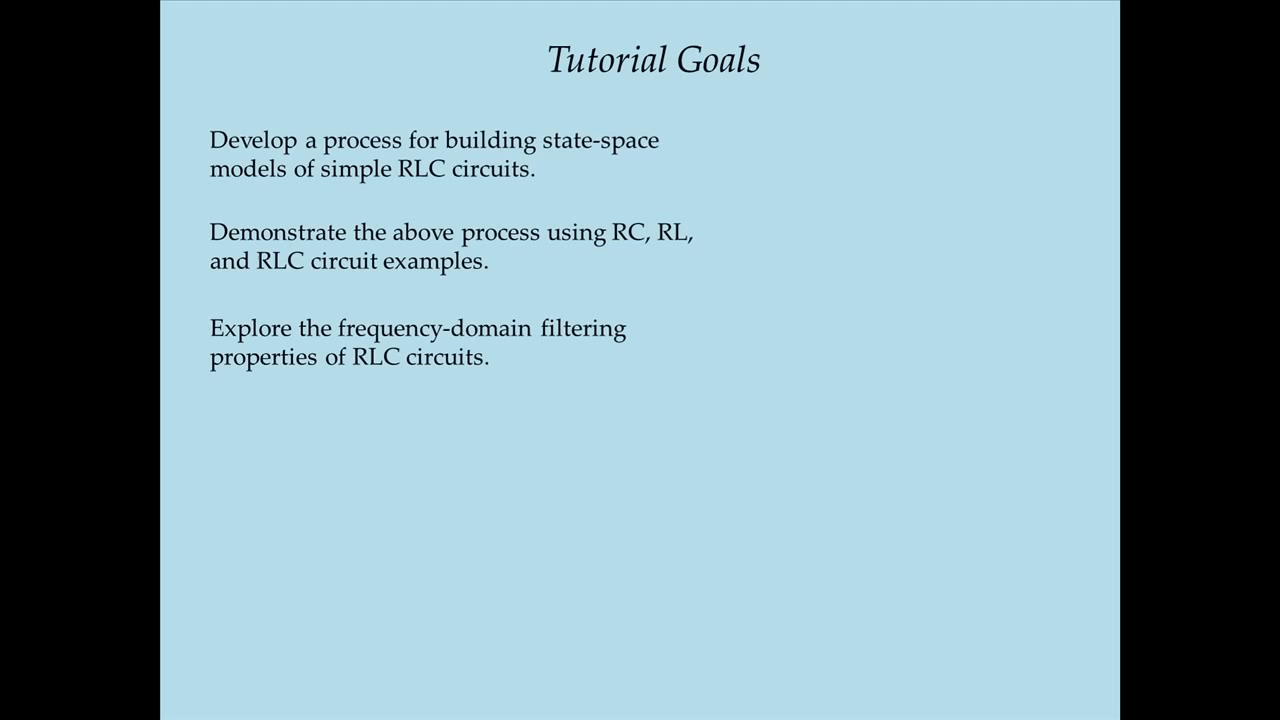 Tutorial Goals
Develop a process for building state-space
models of simple RLC circuits.
Demonstrate the above process using RC, RL,
and RLC circuit examples.
Explore the frequency-domain filtering
properties of RLC circuits.